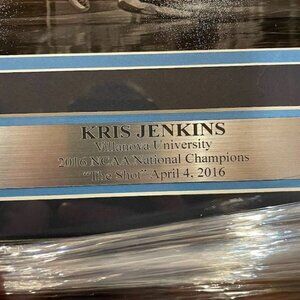 KRIS JENKINS
Villanova University
2016 NCAA National Champions
"The Shot" April 4, 2016